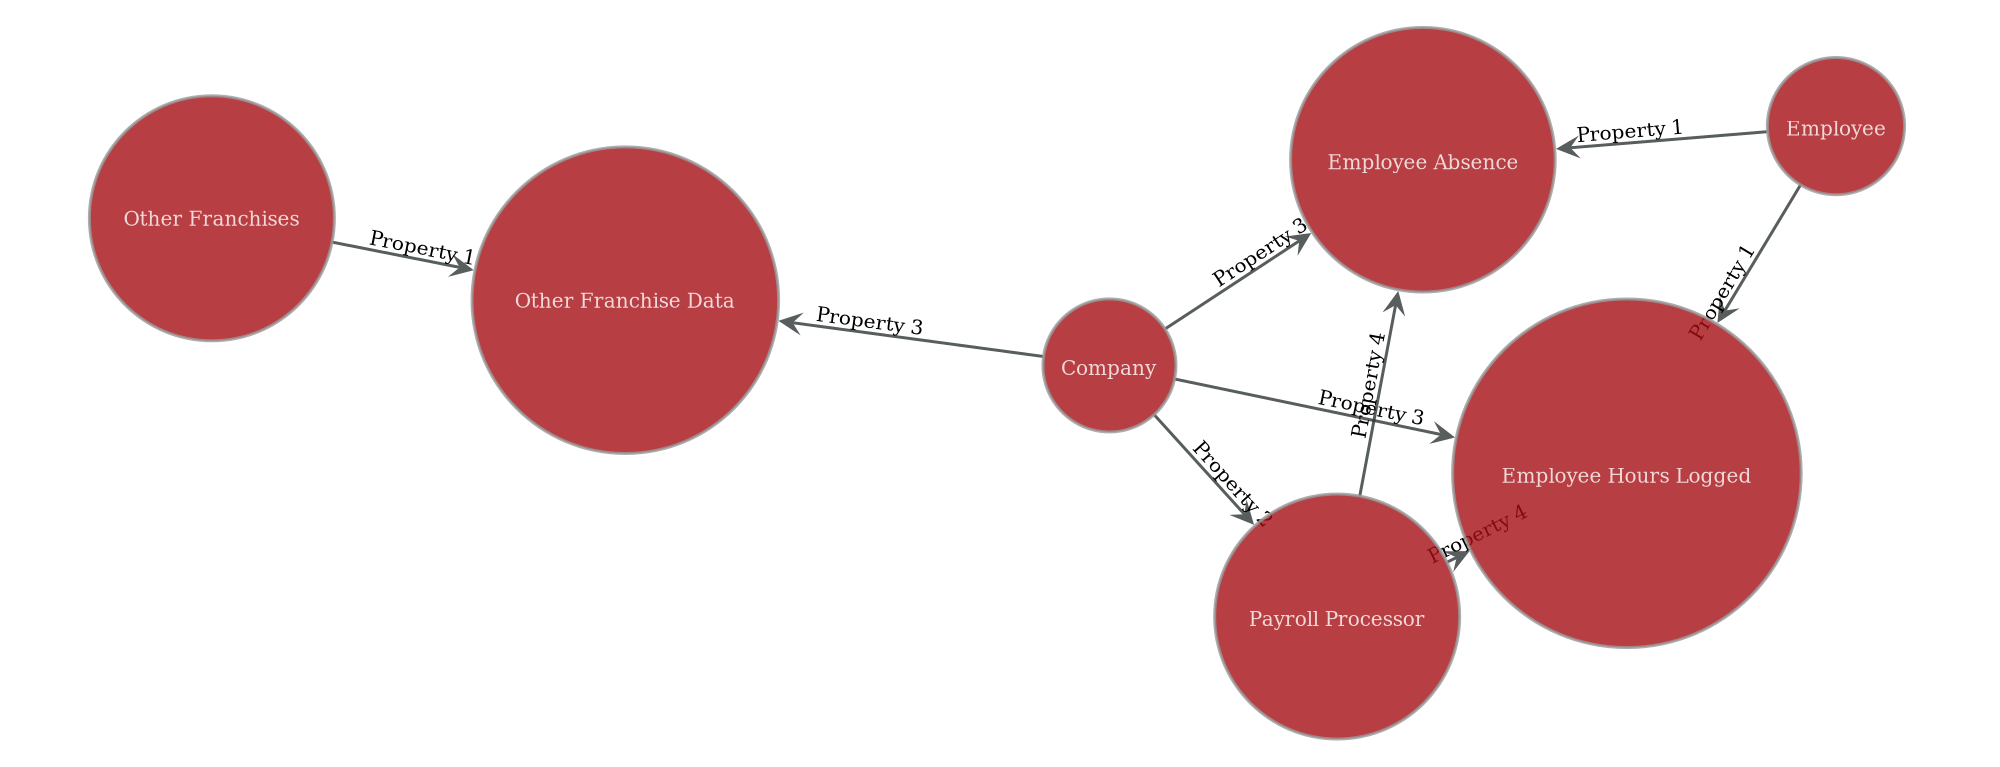 Employee
Property 1
Employee Absence
Other Franchises
Property 1
Property 3
Property 1
Other Franchise Data
Property 3
Company
Property 4
Property 3
Property 2
Employee Hours Logged
Property 4
Payroll Processor